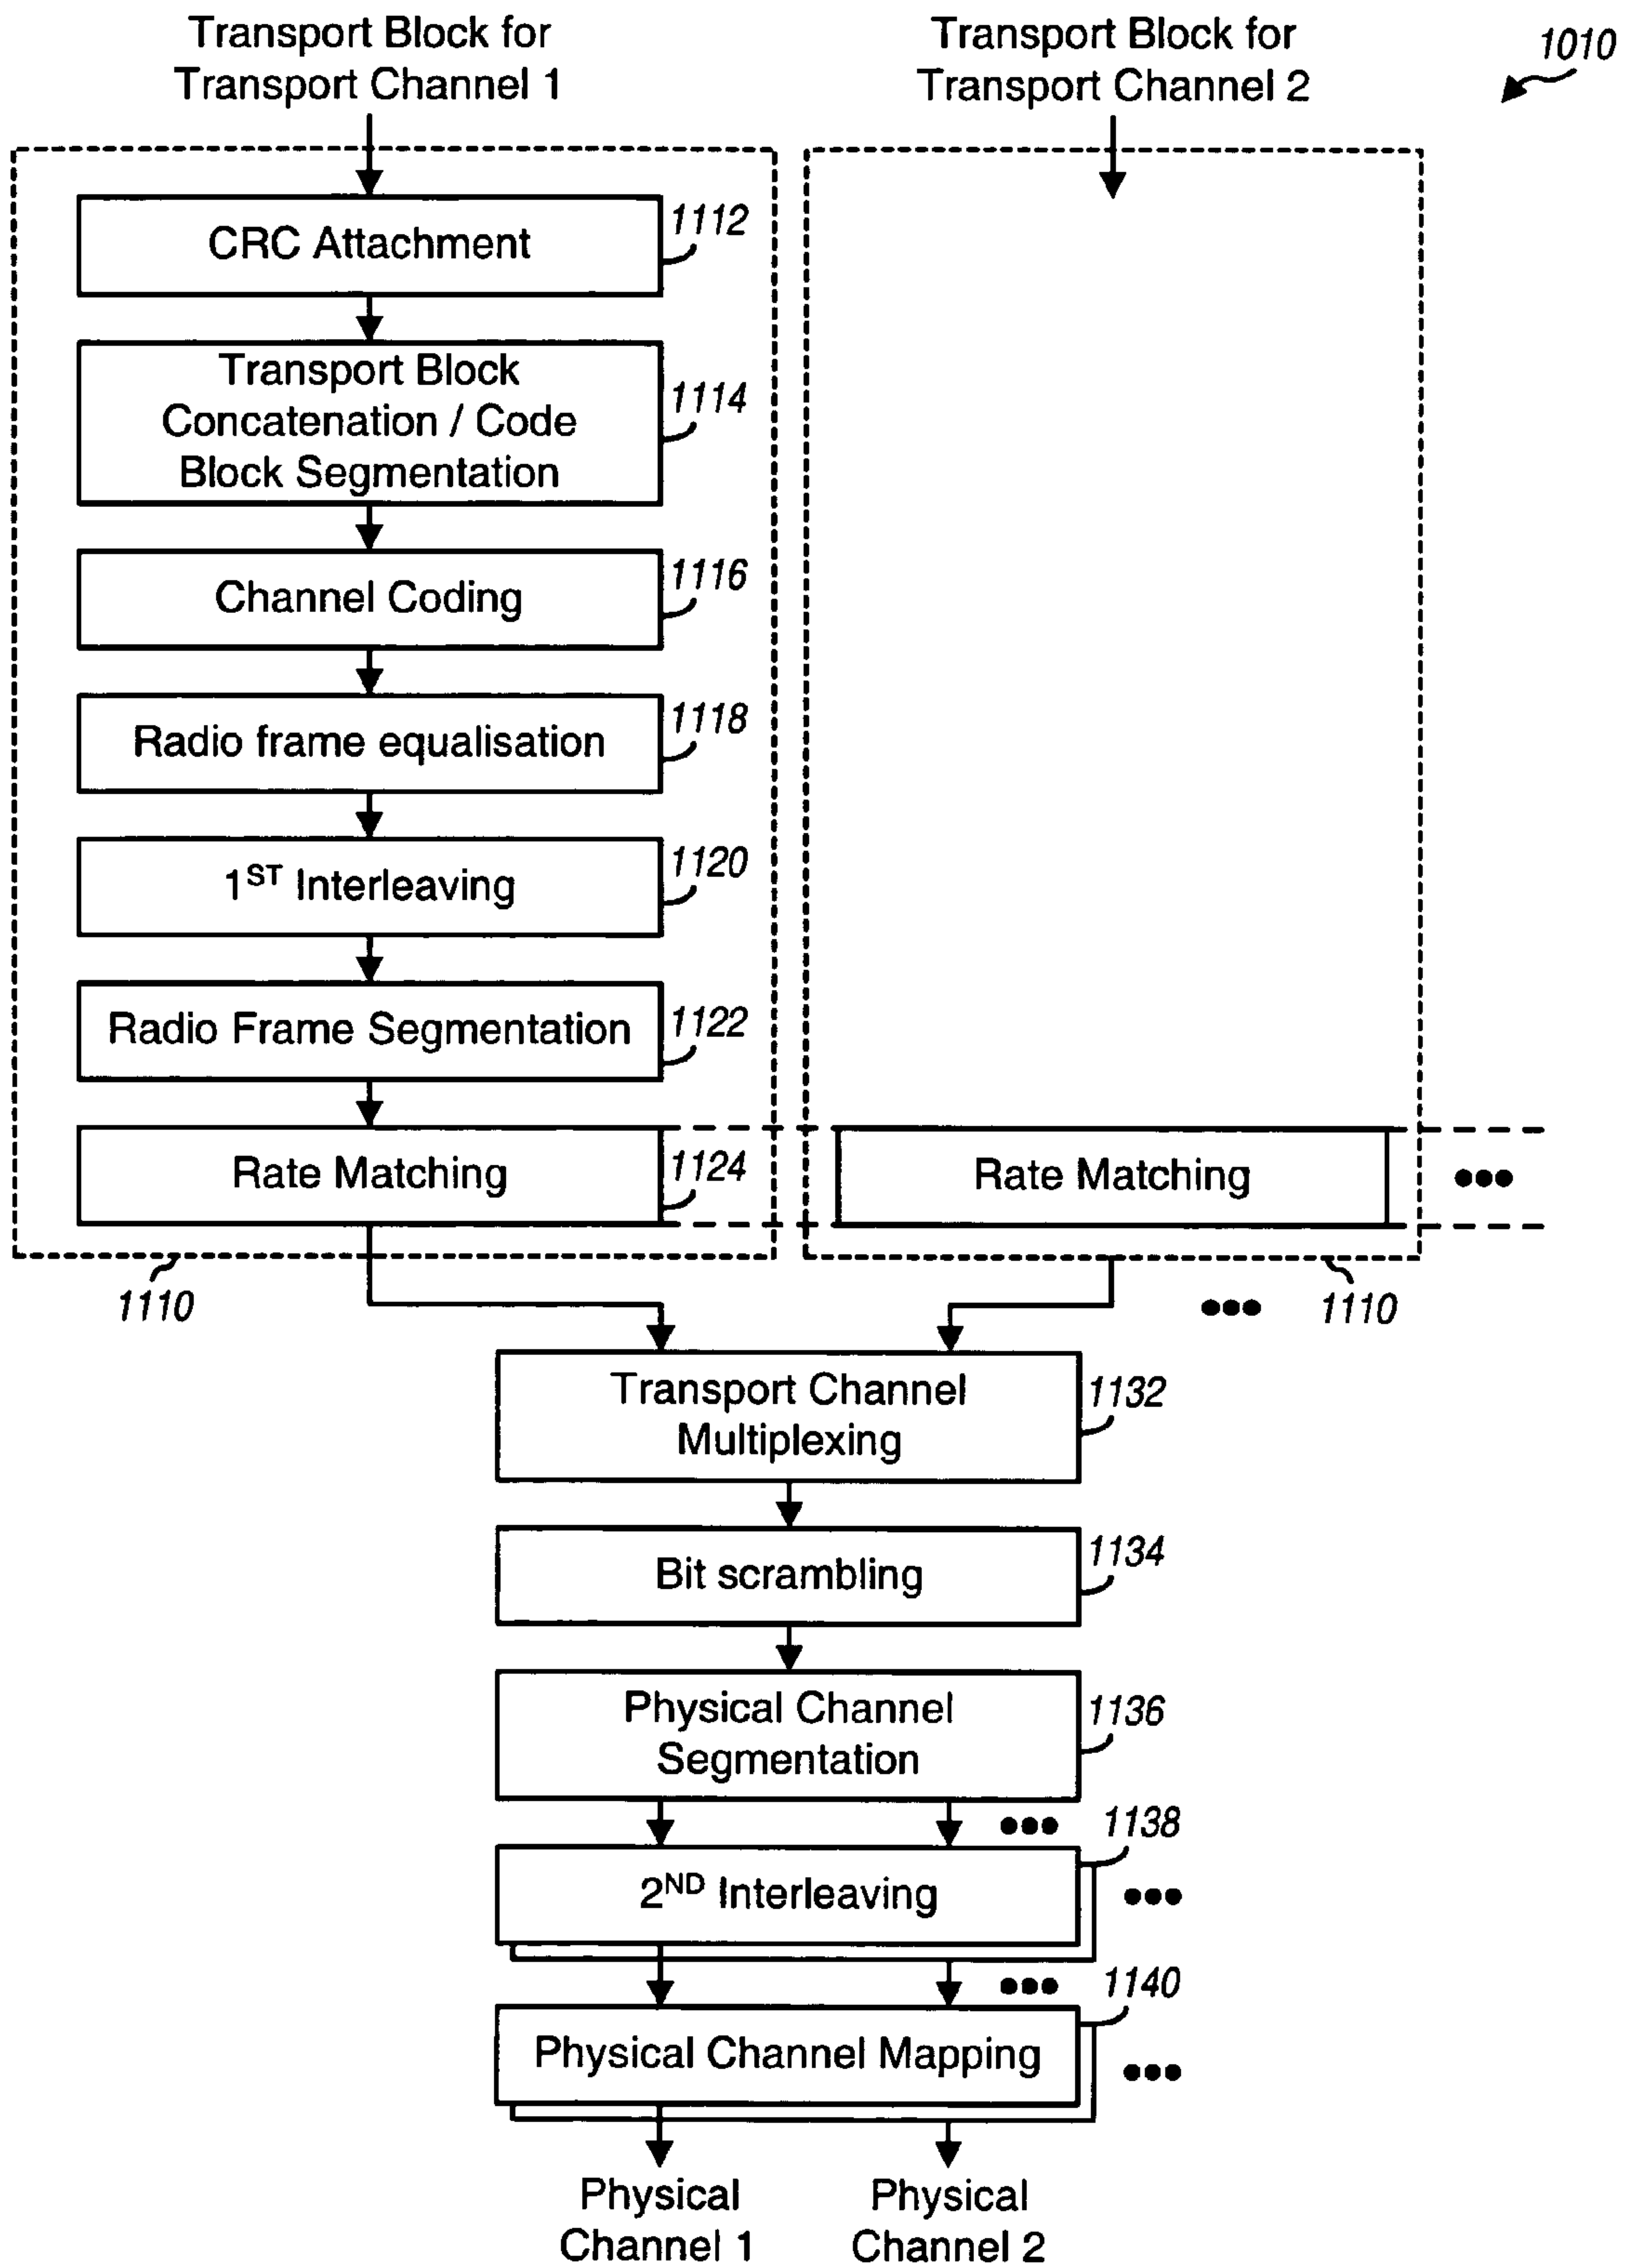 Transport Block for
Transport Channel 1
Transport Block for
Transport Channel 2
1010
CRC Attachment
1112
Transport Block
Concatenation / Code
Block Segmentation
1114
Channel Coding
1116
Radio frame equalisation
1118
1ST Interleaving
1120
Radio Frame Segmentation
1122
Rate Matching
1124
Rate Matching
1110
1110
Transport Channel
Multiplexing
1132
Bit scrambling
1134
Physical Channel
Segmentation
1136
2ND Interleaving
1138
Physical Channel Mapping
1140
Physical
Channel 1
Physical
Channel 2